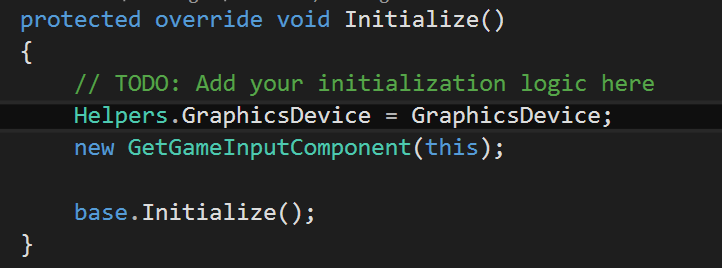 protected override void Initialize()
{
// TODO: Add your initialization logic here
Helpers.GraphicsDevice = GraphicsDevice;
new GetGameInputComponent(this);
base.Initialize();
}